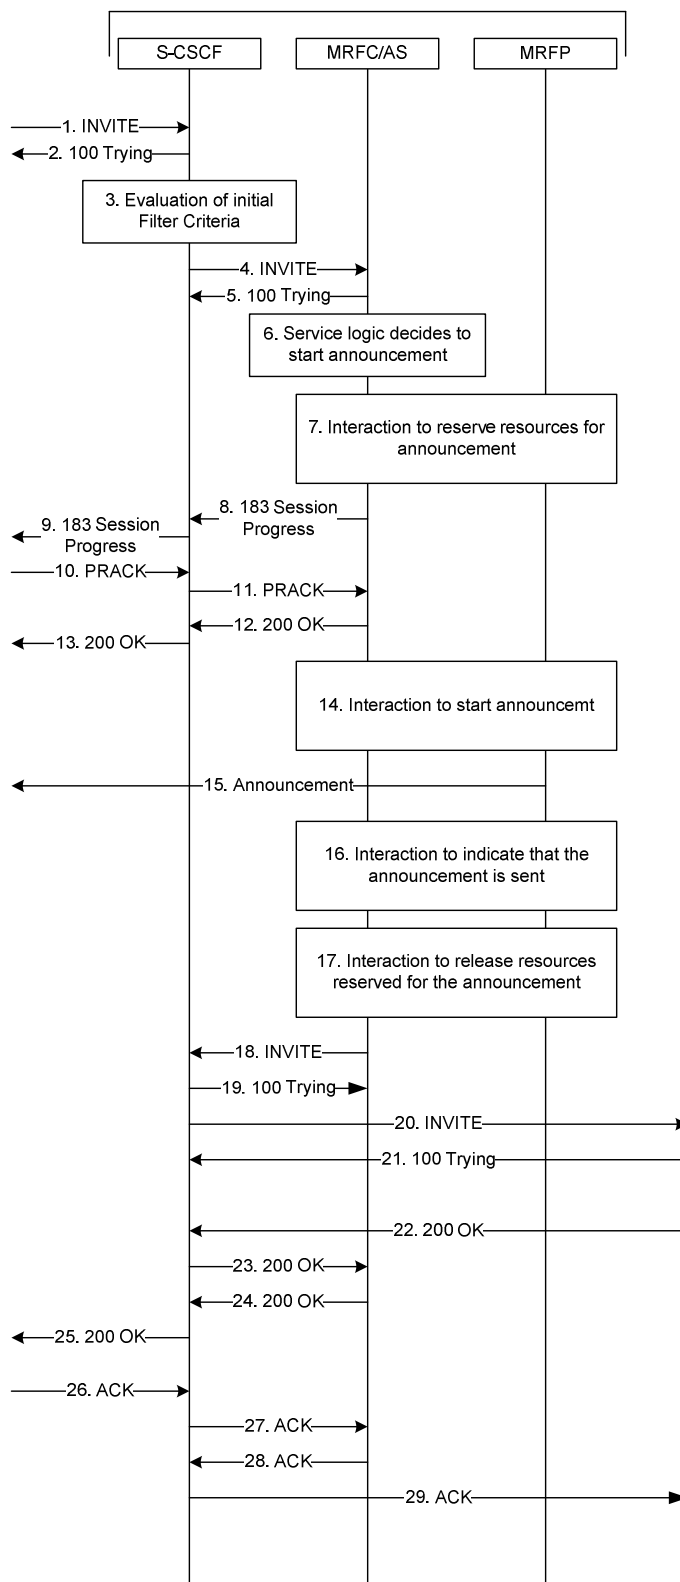 S-CSCF
MRFC/AS
MRFP
1. INVITE
2. 100 Trying
3. Evaluation of initial
Filter Criteria
4. INVITE
5. 100 Trying
6. Service logic decides to
start announcement
7. Interaction to reserve resources for
announcement
8. 183 Session
Progress
9. 183 Session
Progress
10. PRACK
11. PRACK
12. 200 OK
13. 200 OK
14. Interaction to start announcemt
15. Announcement
16. Interaction to indicate that the
announcement is sent
17. Interaction to release resources
reserved for the announcement
18. INVITE
19. 100 Trying
20. INVITE
21. 100 Trying
22. 200 OK
23. 200 OK
24. 200 OK
25. 200 OK
26. ACK
27. ACK
28. ACK
29. ACK